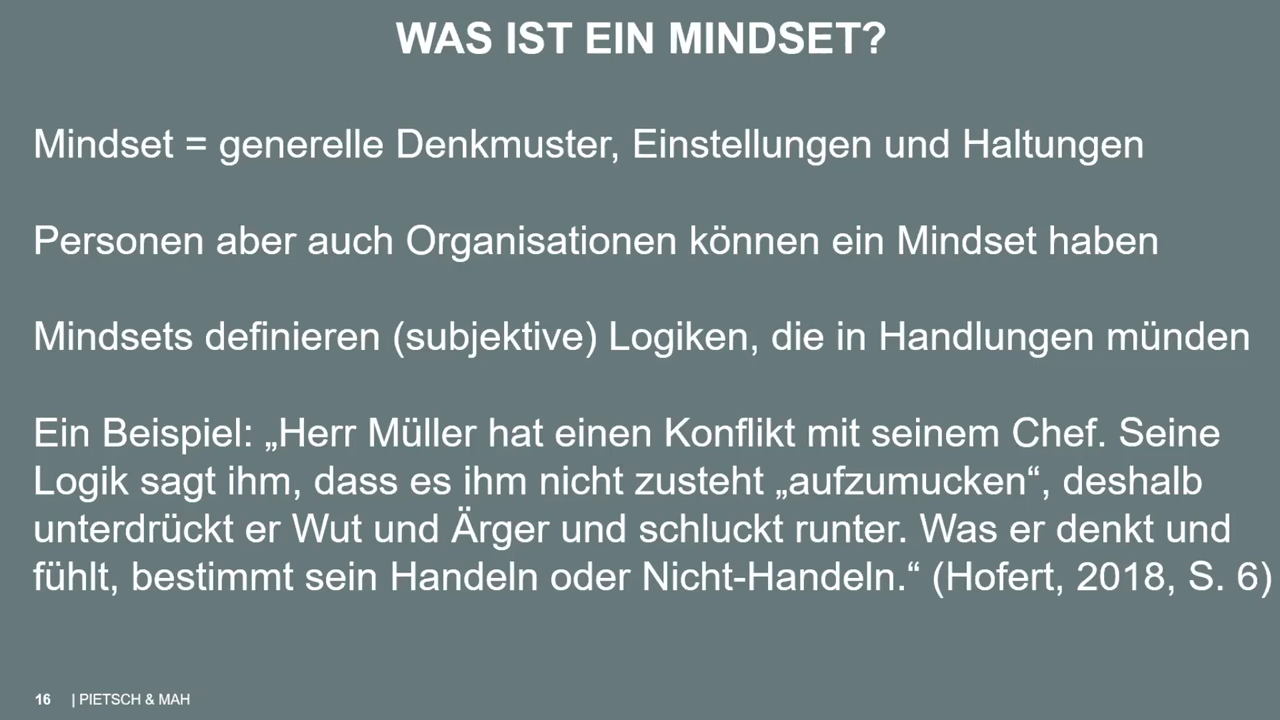 WAS IST EIN MINDSET?
Mindset = generelle Denkmuster, Einstellungen und Haltungen
Personen aber auch Organisationen können ein Mindset haben
Mindsets definieren (subjektive) Logiken, die in Handlungen münden
Ein Beispiel: „Herr Müller hat einen Konflikt mit seinem Chef. Seine
Logik sagt ihm, dass es ihm nicht zusteht „aufzumucken“, deshalb
unterdrückt er Wut und Ärger und schluckt runter. Was er denkt und
fühlt, bestimmt sein Handeln oder Nicht-Handeln.“ (Hofert, 2018, S. 6)
16 | PIETSCH & MAH